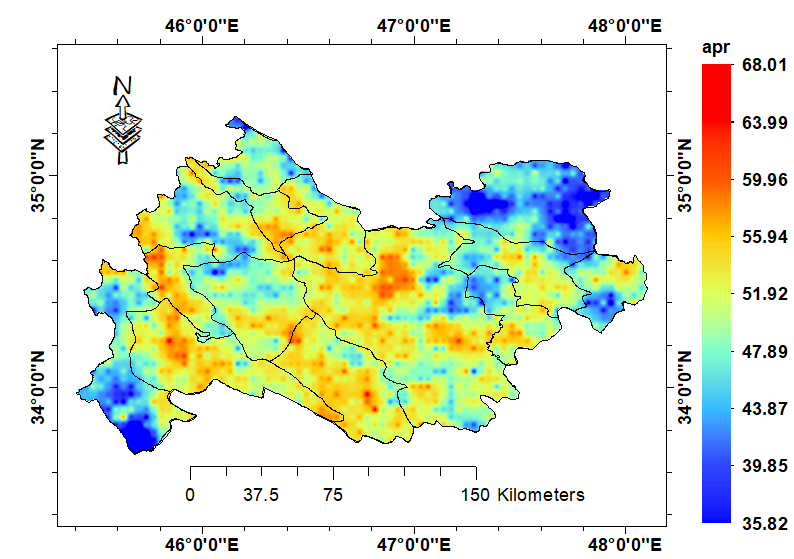 46°0'0"E 47°0'0"E 48°0'0"E
apr
68.01
63.99
59.96
55.94
51.92
47.89
43.87
39.85
35.82
N
35°0'0"N 35°0'0"N
34°0'0"N 34°0'0"N
0 37.5 75 150 Kilometers
46°0'0"E 47°0'0"E 48°0'0"E